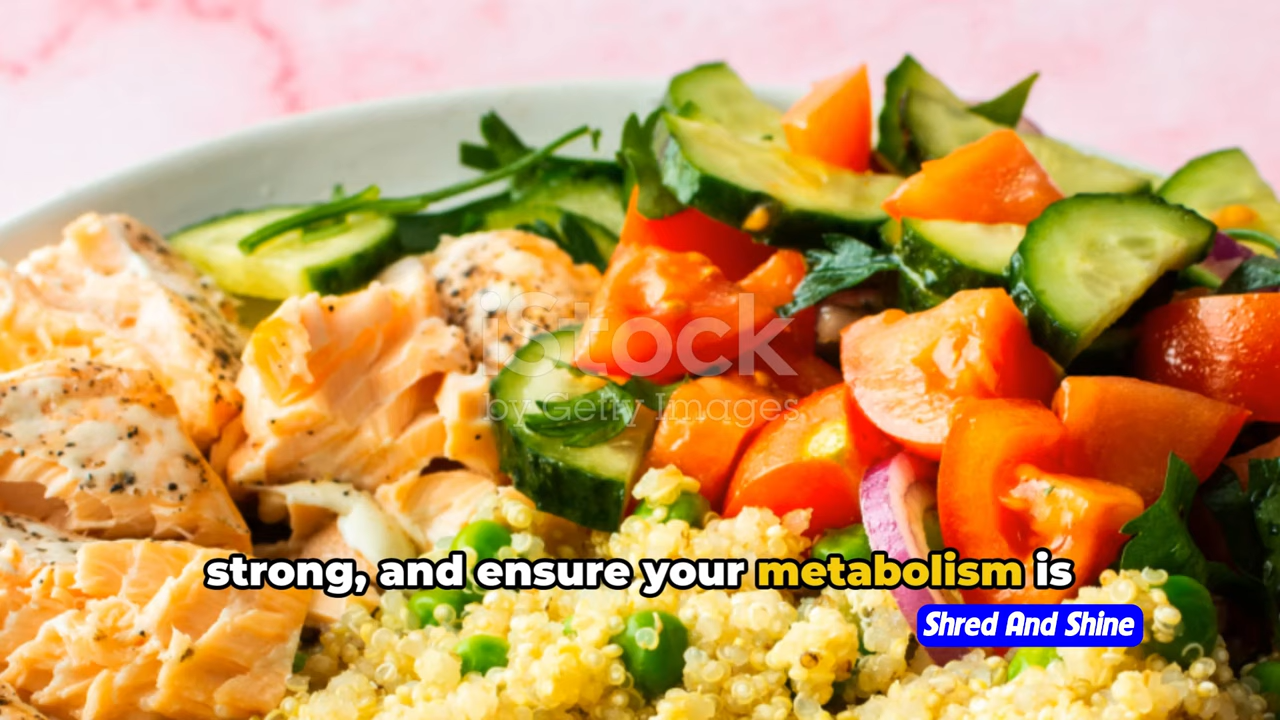 iStock
by Getty Images
strong, and ensure your metabolism is
Shred And Shine